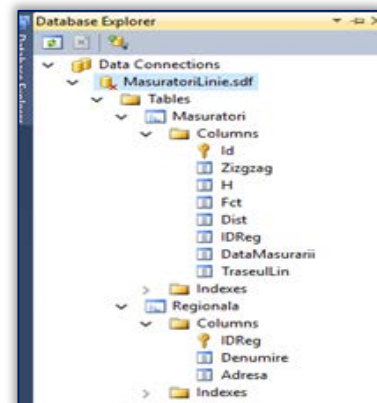 Database Explorer
Database Explorer
Data Connections
MasuratoriLinie.sdf
Tables
Masuratori
Columns
Id
Zizgzag
H
Fct
Dist
IDReg
DataMasurarii
TraseulLin
Indexes
Regionala
Columns
IDReg
Denumire
Adresa
Indexes